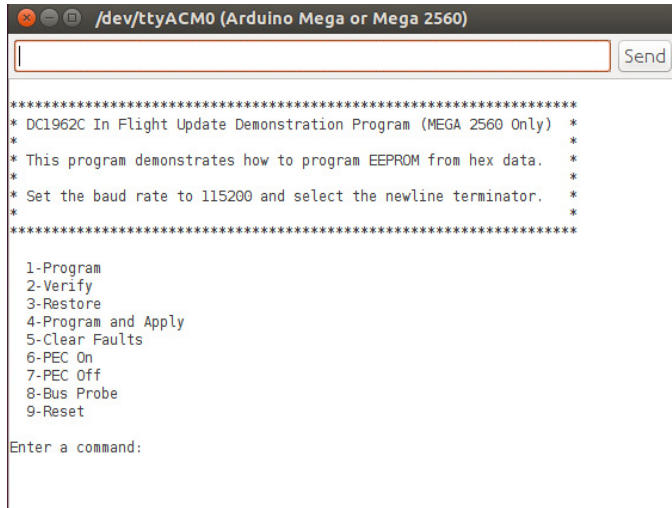 /dev/ttyACM0 (Arduino Mega or Mega 2560)
Send
*********************************************************************
* DC1962C In Flight Update Demonstration Program (MEGA 2560 Only)  *
*                                                                   *
* This program demonstrates how to program EEPROM from hex data.   *
*                                                                   *
* Set the baud rate to 115200 and select the newline terminator.   *
*                                                                   *
*********************************************************************
1-Program
2-Verify
3-Restore
4-Program and Apply
5-Clear Faults
6-PEC On
7-PEC Off
8-Bus Probe
9-Reset
Enter a command: